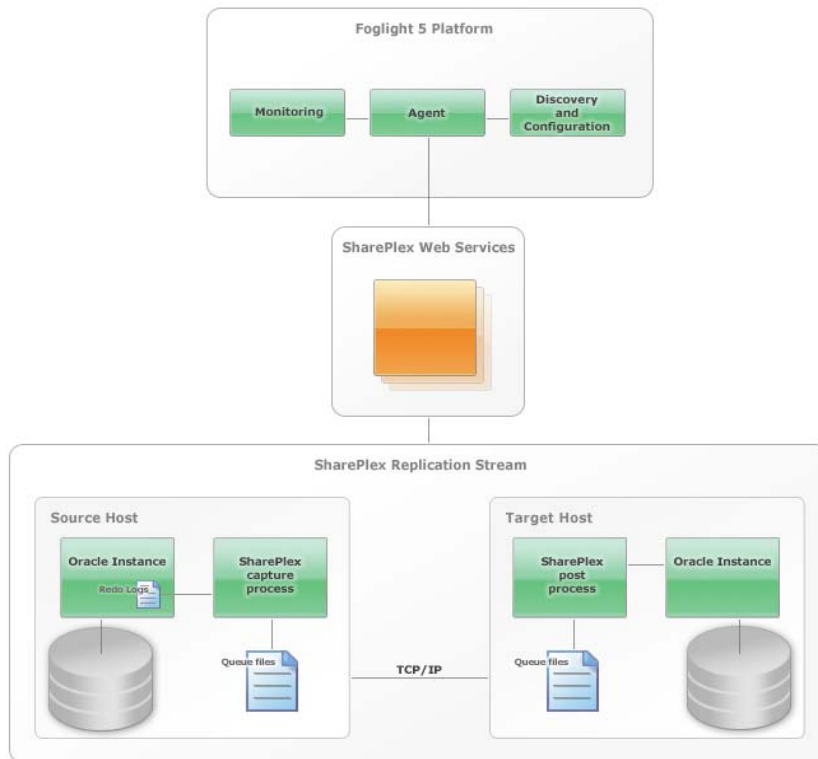 Foglight 5 Platform
Monitoring
Agent
Discovery
and
Configuration
SharePlex Web Services
SharePlex Replication Stream
Source Host
Oracle Instance
Redo Logs
SharePlex
capture
process
Queue files
TCP/IP
Target Host
SharePlex
post
process
Oracle Instance
Queue files